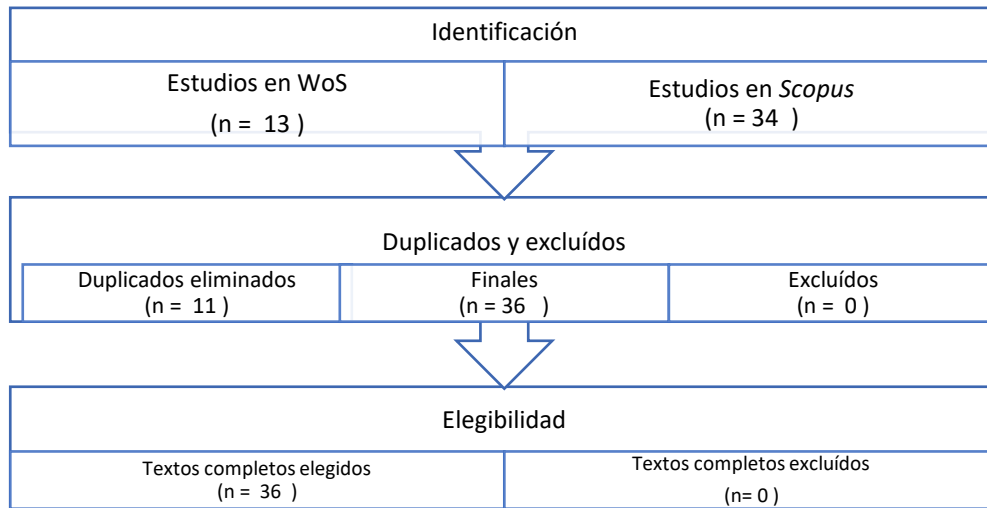 Identificación
Estudios en WoS
(n = 13 )
Estudios en Scopus
(n = 34 )
Duplicados y excluídos
Duplicados eliminados
(n = 11 )
Finales
(n = 36 )
Excluídos
(n = 0 )
Elegibilidad
Textos completos elegidos
(n = 36 )
Textos completos excluídos
(n= 0 )